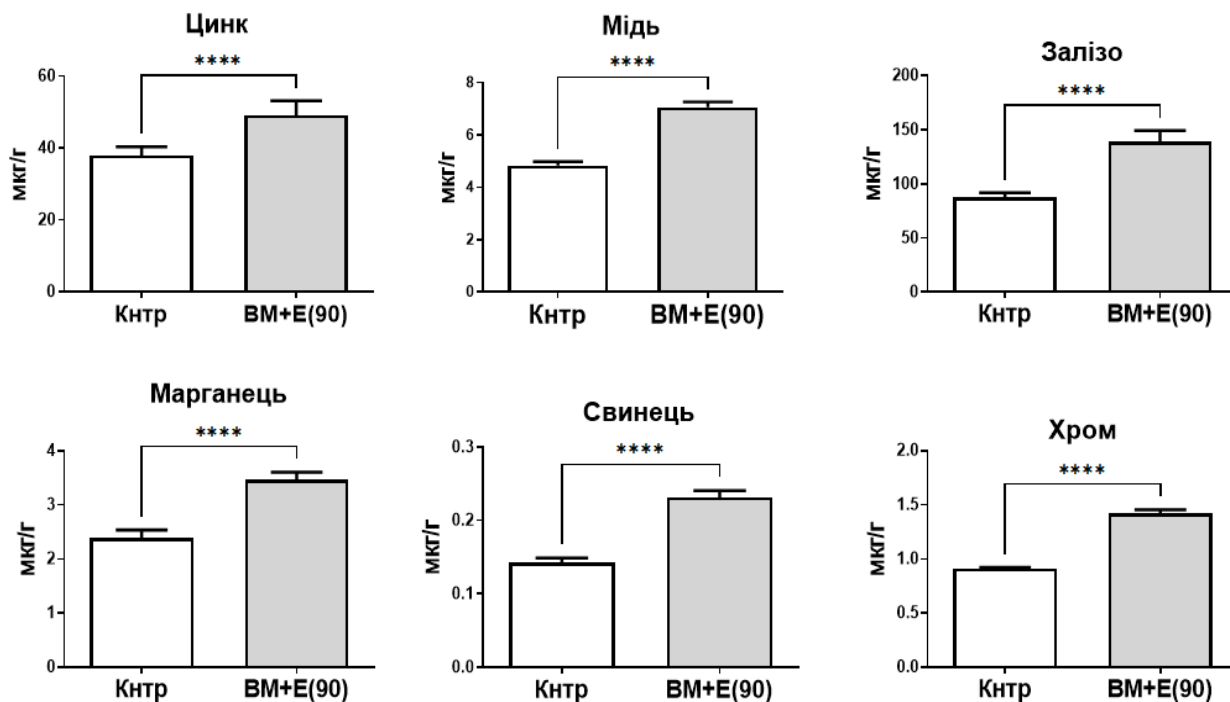 Цинк
****
60
40
20
0
мкг/г
Кнтр ВМ+Е(90)
Мідь
****
8
6
4
2
0
мкг/г
Кнтр ВМ+Е(90)
Залізо
****
200
150
100
50
0
мкг/г
Кнтр ВМ+Е(90)
Марганець
****
4
3
2
1
0
мкг/г
Кнтр ВМ+Е(90)
Свинець
****
0.3
0.2
0.1
0.0
мкг/г
Кнтр ВМ+Е(90)
Хром
****
2.0
1.5
1.0
0.5
0.0
мкг/г
Кнтр ВМ+Е(90)